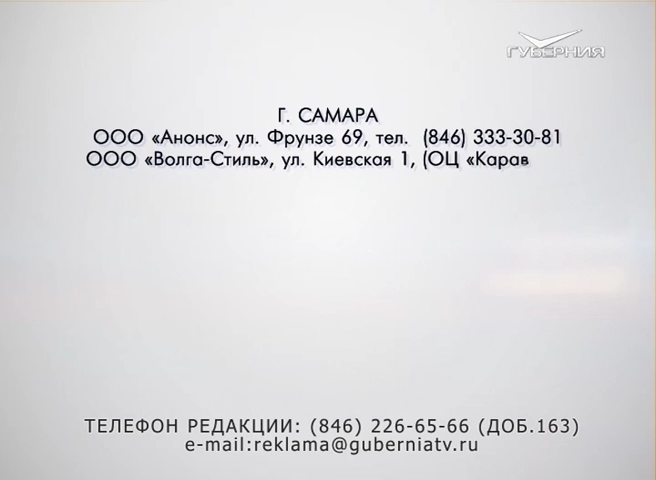 ГУБЕРНИЯ
Г. САМАРА
ООО «Анонс», ул. Фрунзе 69, тел. (846) 333-30-81
ООО «Волга-Стиль», ул. Киевская 1, (ОЦ «Карав
ТЕЛЕФОН РЕДАКЦИИ: (846) 226-65-66 (ДОБ.163)
e-mail:reklama@guberniatv.ru